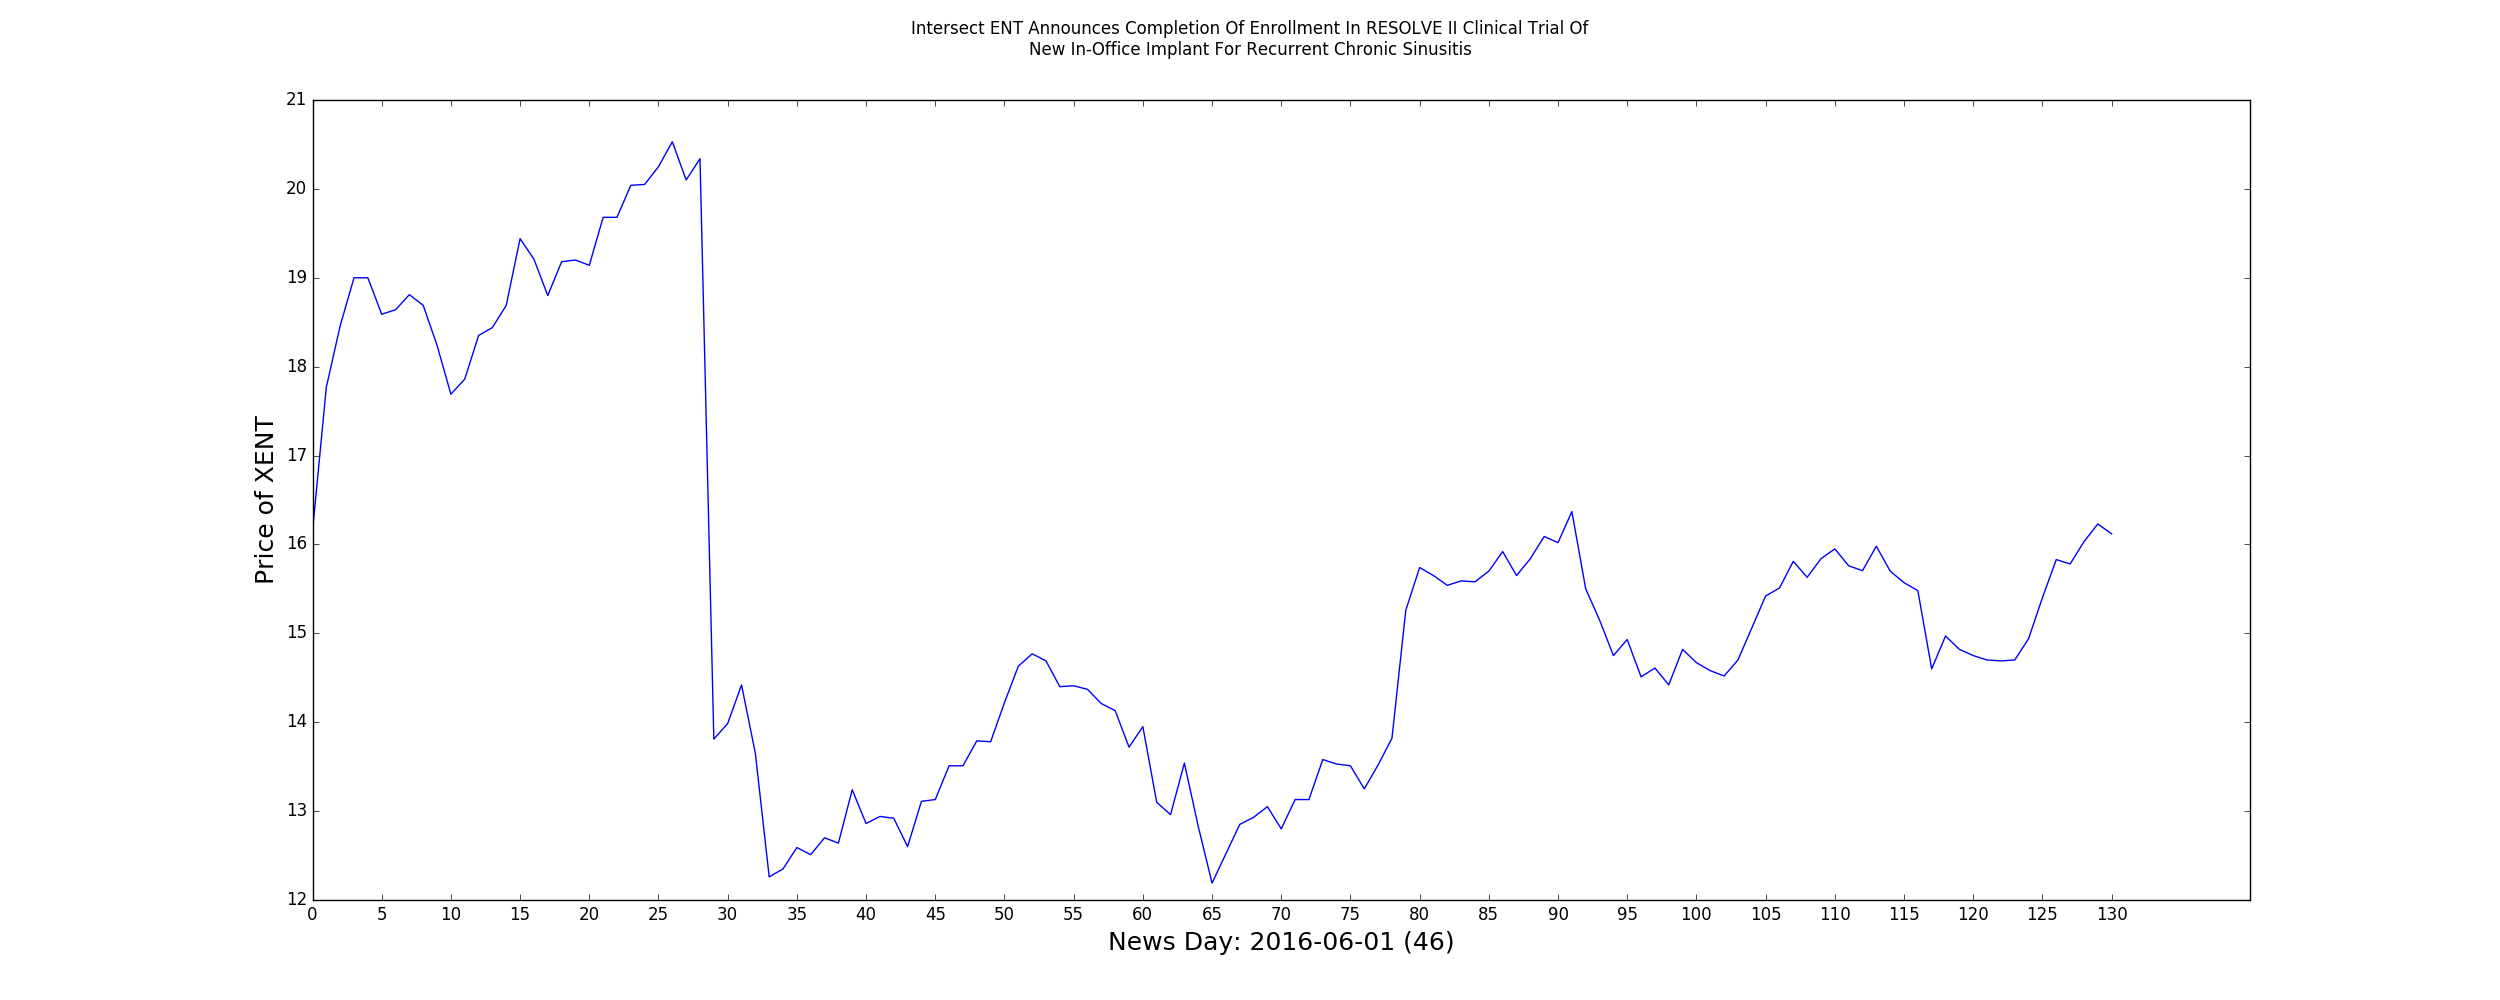 Intersect ENT Announces Completion Of Enrollment In RESOLVE II Clinical Trial Of
New In-Office Implant For Recurrent Chronic Sinusitis
21
20
19
18
17
16
15
14
13
12
Price of XENT
0 5 10 15 20 25 30 35 40 45 50 55 60 65 70 75 80 85 90 95 100 105 110 115 120 125 130
News Day: 2016-06-01 (46)